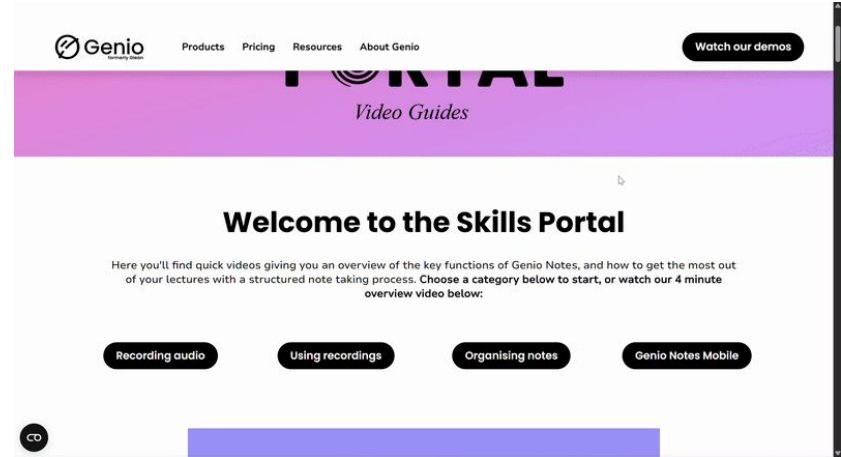 Genio
formerly Glean
Products Pricing Resources About Genio
Watch our demos
PORTAL
Video Guides
Welcome to the Skills Portal
Here you'll find quick videos giving you an overview of the key functions of Genio Notes, and how to get the most out
of your lectures with a structured note taking process. Choose a category below to start, or watch our 4 minute
overview video below:
Recording audio
Using recordings
Organising notes
Genio Notes Mobile